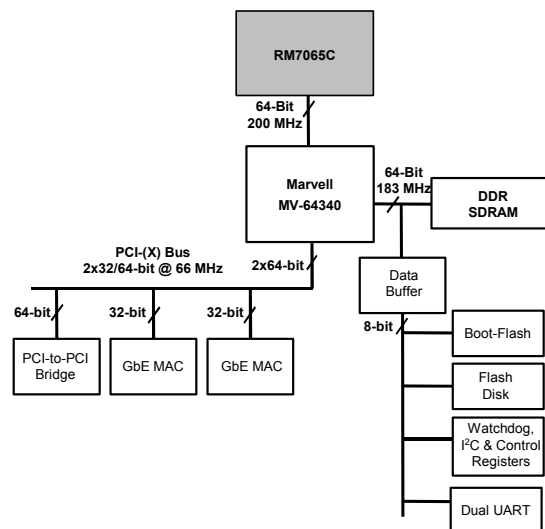 RM7065C
64-Bit
200 MHz
Marvell
MV-64340
64-Bit
183 MHz
DDR
SDRAM
PCI-(X) Bus
2x32/64-bit @ 66 MHz
2x64-bit
Data
Buffer
64-bit
32-bit
32-bit
8-bit
PCI-to-PCI
Bridge
GbE MAC
GbE MAC
Boot-Flash
Flash
Disk
Watchdog,
I²C & Control
Registers
Dual UART